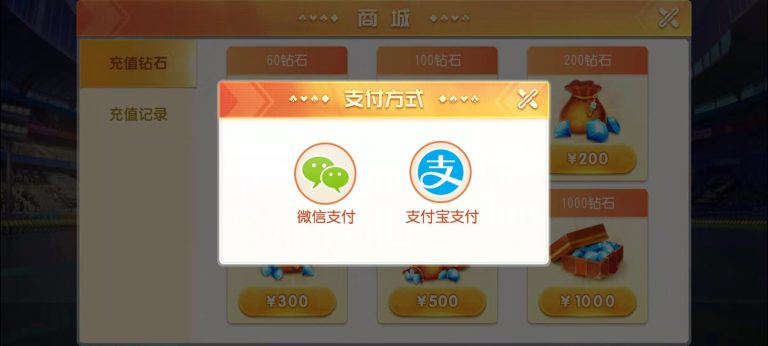 商城
充值钻石
充值记录
60钻石
100钻石
200钻石
支付方式
支
微信支付
支付宝支付
¥200
1000钻石
¥300
¥500
¥1000